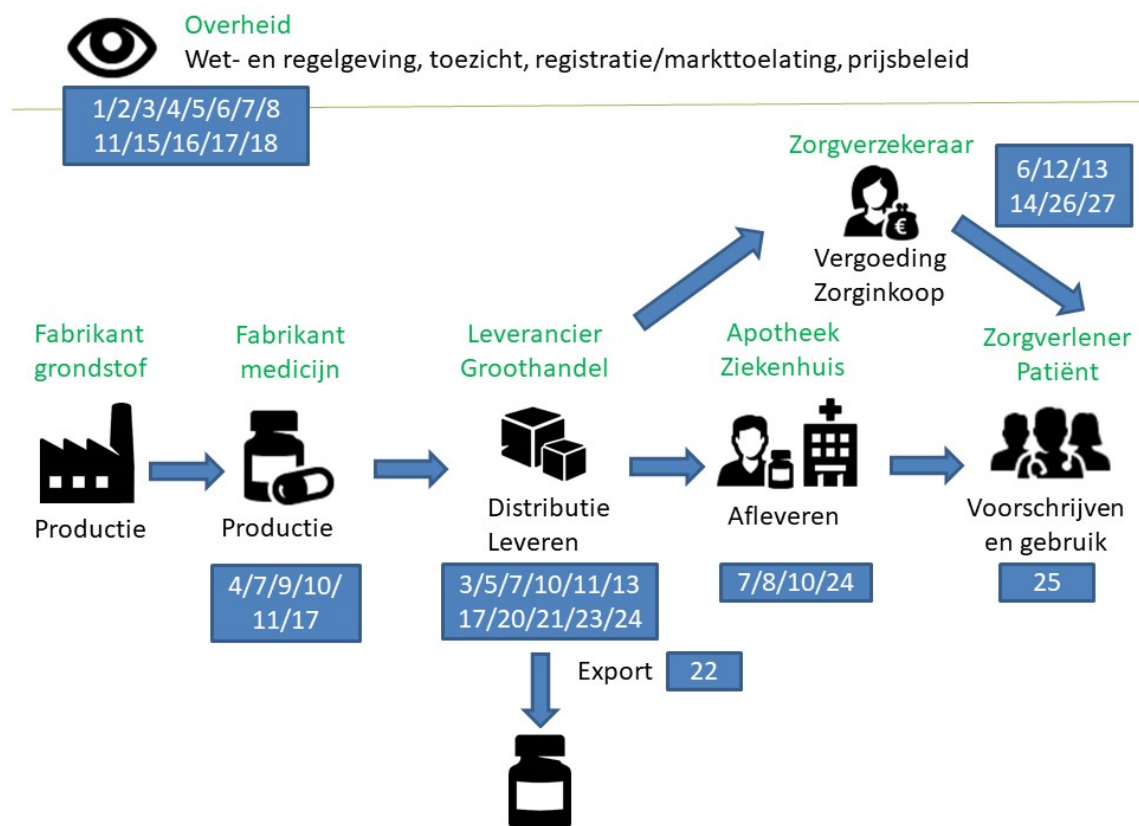 Overheid
Wet- en regelgeving, toezicht, registratie/markttoelating, prijsbeleid
1/2/3/4/5/6/7/8
11/15/16/17/18
Zorgverzekeraar
6/12/13
14/26/27
€
Vergoeding
Zorginkoop
Fabrikant
grondstof
Productie
Fabrikant
medicijn
Productie
4/7/9/10/
11/17
Leverancier
Groothandel
Distributie
Leveren
3/5/7/10/11/13
17/20/21/23/24
Apotheek
Ziekenhuis
Afleveren
7/8/10/24
Zorgverlener
Patiënt
Voorschrijven
en gebruik
25
Export
22